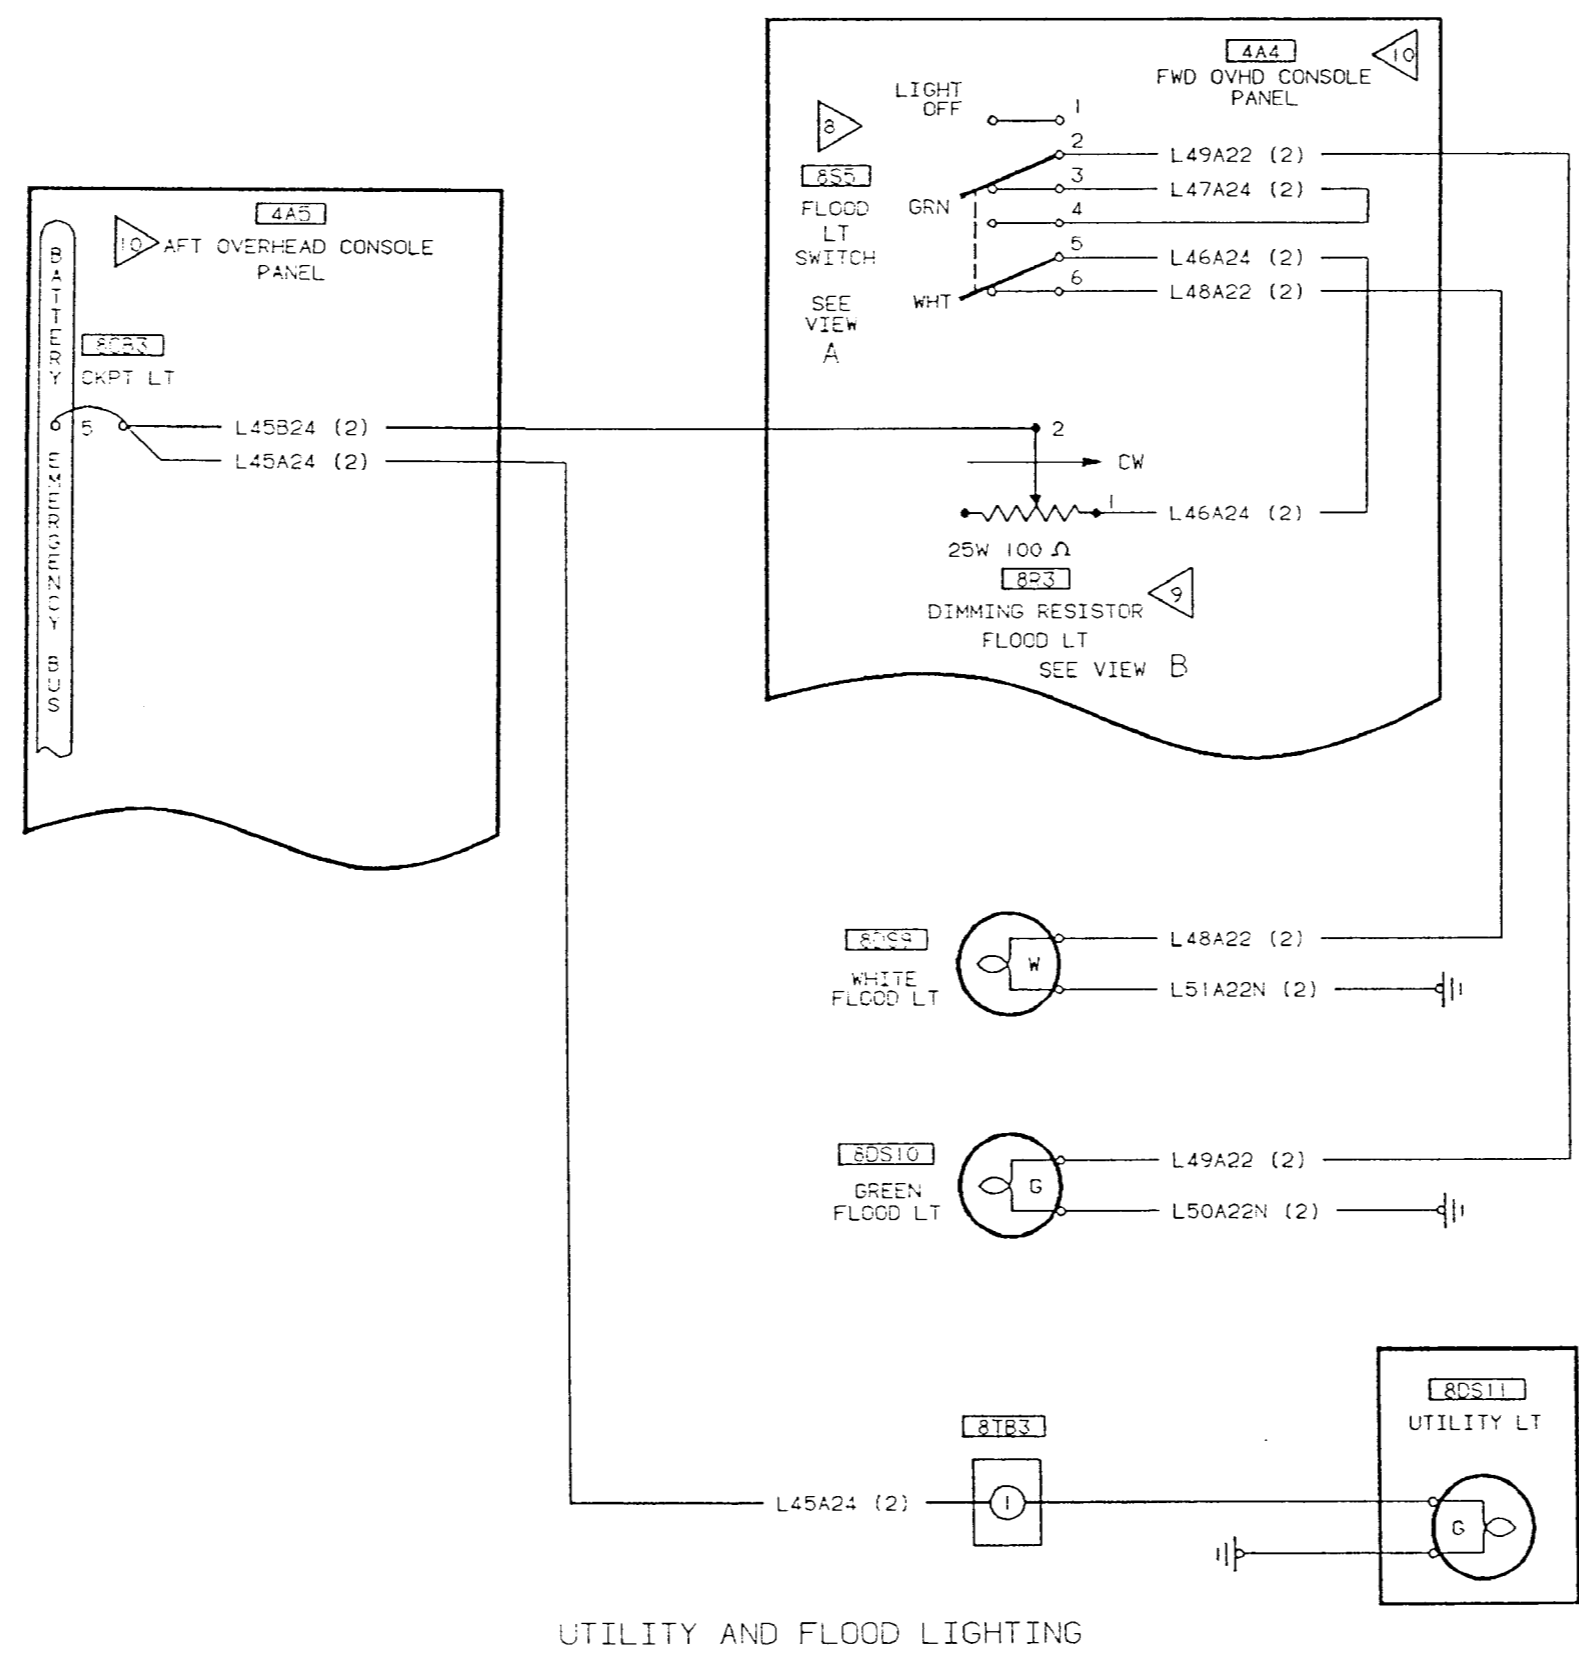 4A4
10
FWD OVHD CONSOLE
PANEL
LIGHT
OFF
1
8
2
L49A22 (2)
8S5
3
L47A24 (2)
FLOOD
LT
SWITCH
GRN
4
5
L46A24 (2)
6
L48A22 (2)
WHT
SEE
VIEW
A
4A5
10
AFT OVERHEAD CONSOLE
PANEL
BATTERY EMERGENCY BUS
8CB3
CKPT LT
5
L45B24 (2)
L45A24 (2)
2
CW
1
L46A24 (2)
25W 100 Ω
8R3
9
DIMMING RESISTOR
FLOOD LT
SEE VIEW B
8DS9
WHITE
FLOOD LT
W
L48A22 (2)
L51A22N (2)
8DS10
GREEN
FLOOD LT
G
L49A22 (2)
L50A22N (2)
8DS11
UTILITY LT
8TB3
L45A24 (2)
1
G
UTILITY AND FLOOD LIGHTING